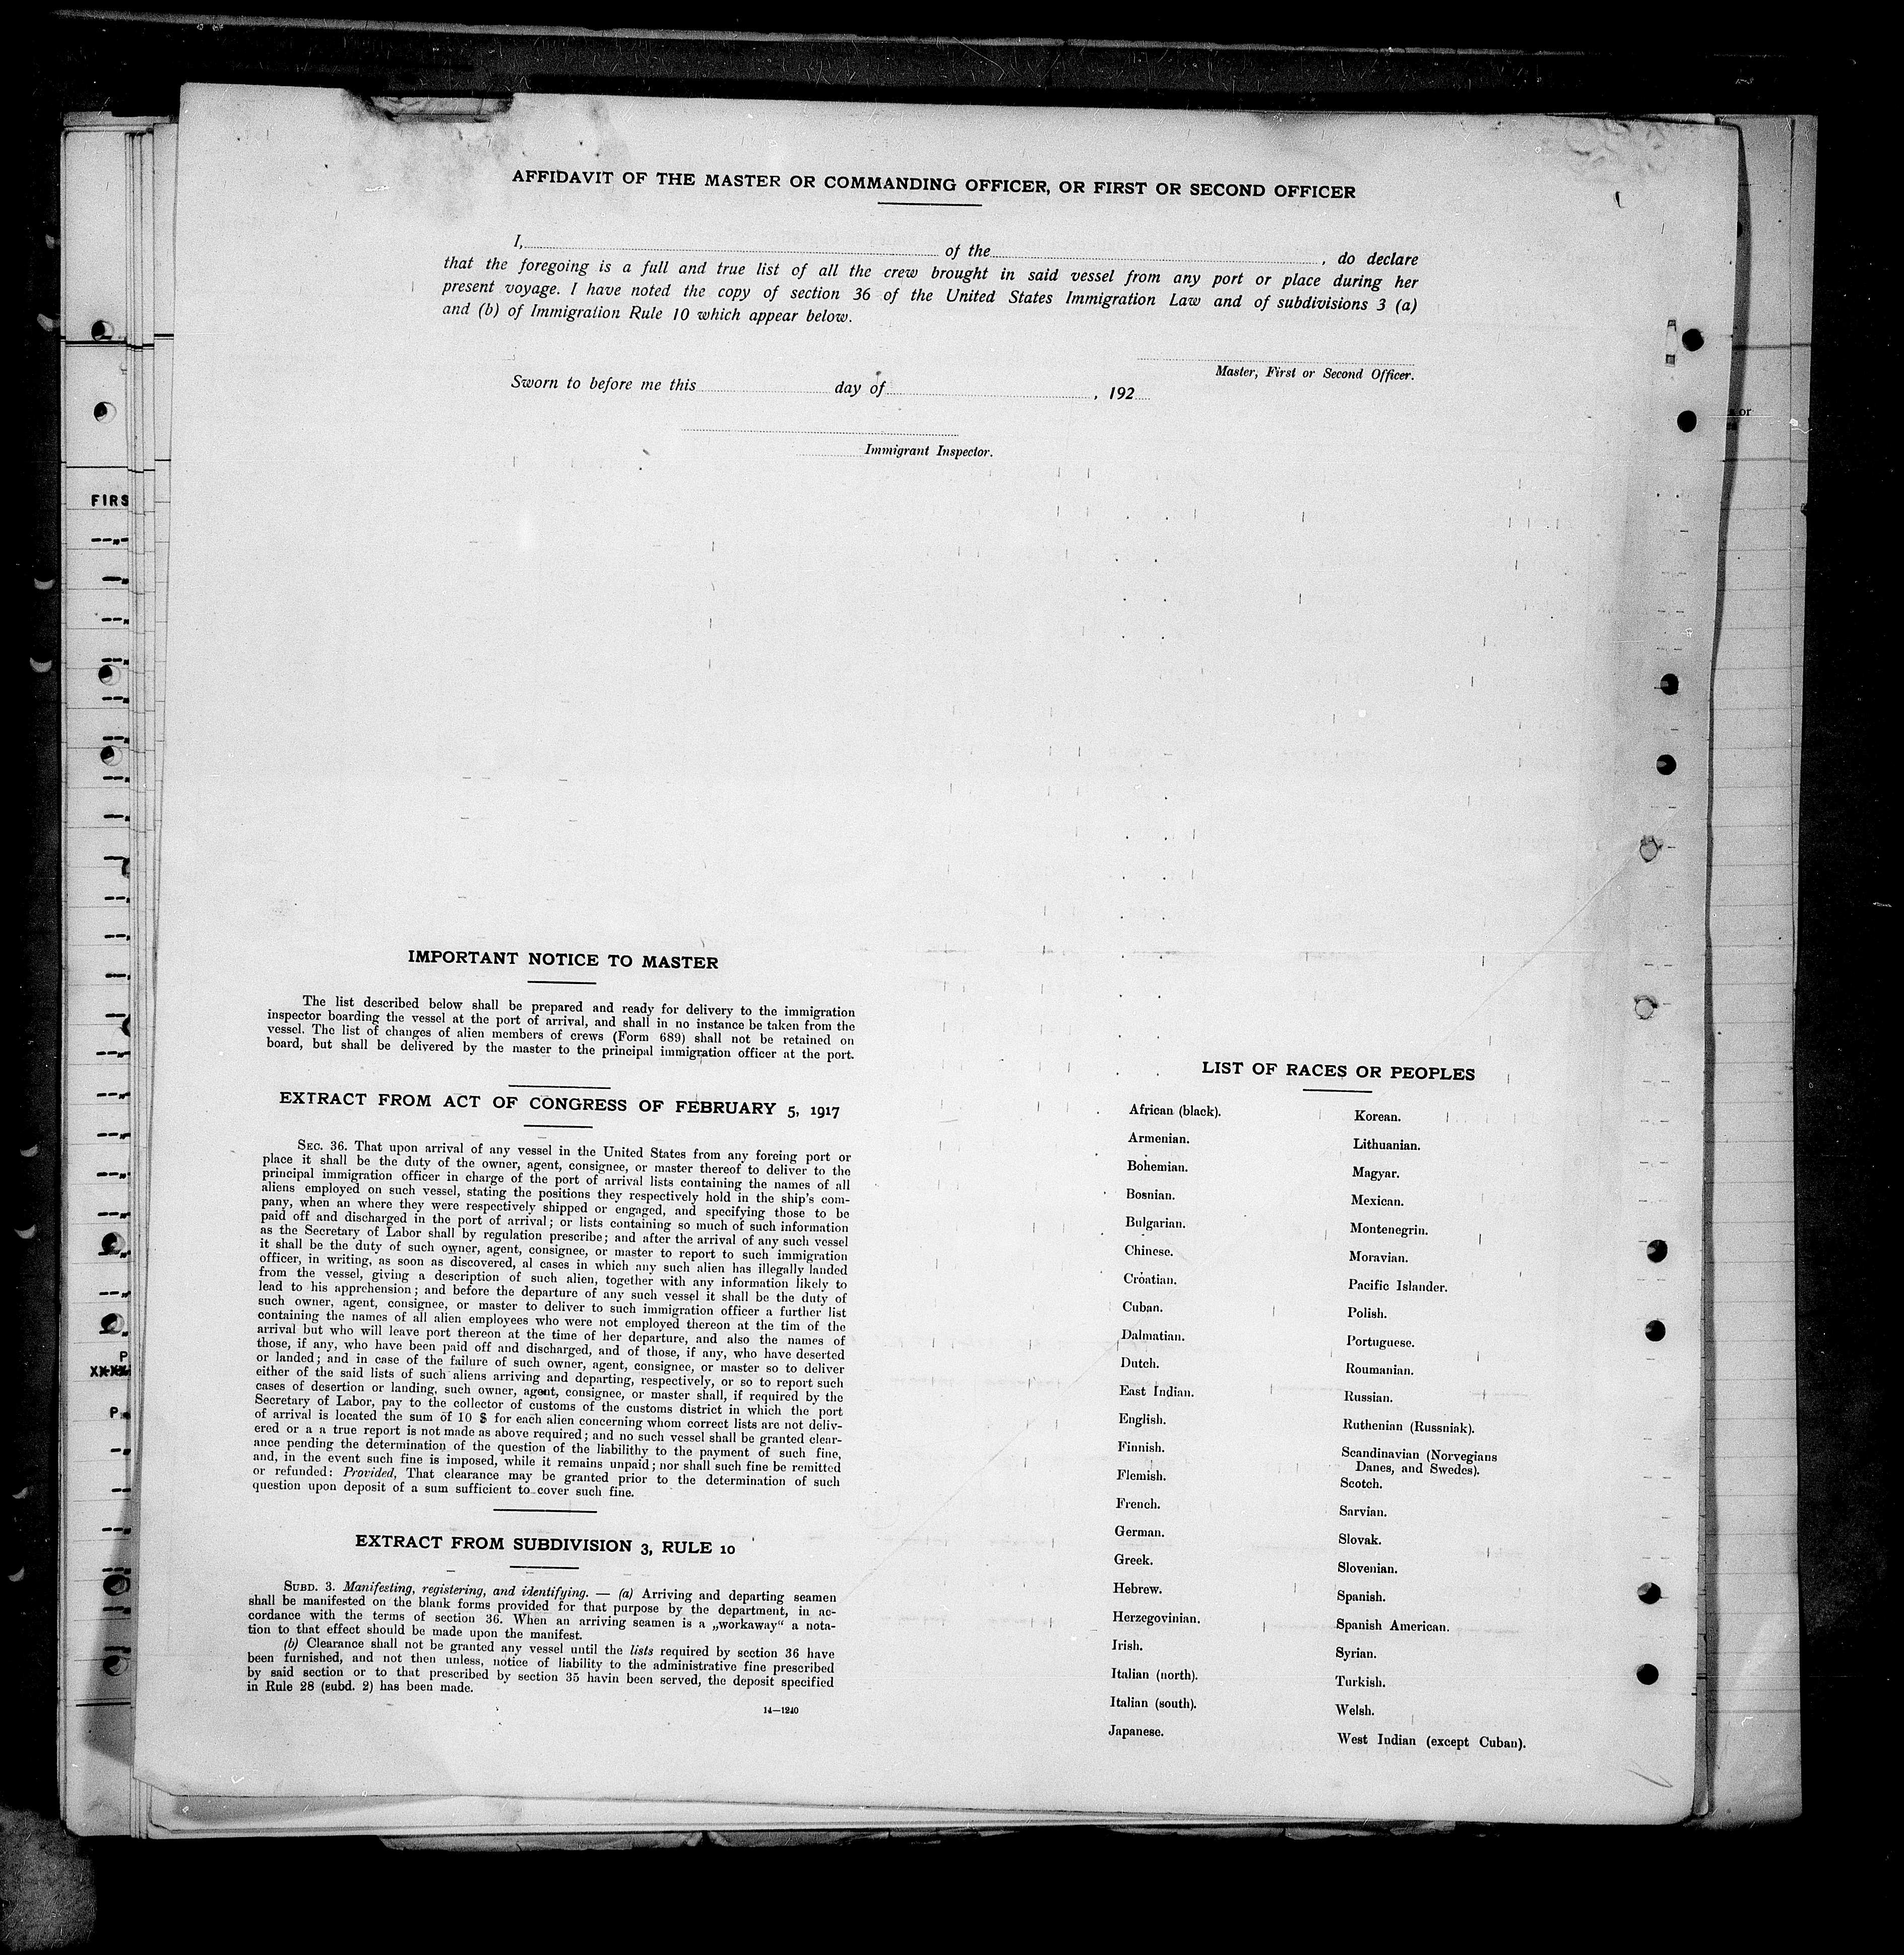 AFFIDAVIT OF THE MASTER OR COMMANDING OFFICER, OR FIRST OR SECOND OFFICER
I, of the , do declare
that the foregoing is a full and true list of all the crew brought in said vessel from any port or place during her
present voyage. I have noted the copy of section 36 of the United States Immigration Law and of subdivisions 3 (a)
and (b) of Immigration Rule 10 which appear below.
Master, First or Second Officer.
Sworn to before me this day of , 192
Immigrant Inspector.
IMPORTANT NOTICE TO MASTER
The list described below shall be prepared and ready for delivery to the immigration
inspector boarding the vessel at the port of arrival, and shall in no instance be taken from the
vessel. The list of changes of alien members of crews (Form 689) shall not be retained on
board, but shall be delivered by the master to the principal immigration officer at the port.
EXTRACT FROM ACT OF CONGRESS OF FEBRUARY 5, 1917
SEC. 36. That upon arrival of any vessel in the United States from any foreing port or
place it shall be the duty of the owner, agent, consignee, or master thereof to deliver to the
principal immigration officer in charge of the port of arrival lists containing the names of all
aliens employed on such vessel, stating the positions they respectively hold in the ship's com-
pany, when an where they were respectively shipped or engaged, and specifying those to be
paid off and discharged in the port of arrival; or lists containing so much of such information
as the Secretary of Labor shall by regulation prescribe; and after the arrival of any such vessel
it shall be the duty of such owner, agent, consignee, or master to report to such immigration
officer, in writing, as soon as discovered, al cases in which any such alien has illegally landed
from the vessel, giving a description of such alien, together with any information likely to
lead to his apprchension; and before the departure of any such vessel it shall be the duty of
such owner, agent, consignee, or master to deliver to such immigration officer a further list
containing the names of all alien employees who were not employed thereon at the tim of the
arrival but who will leave port thereon at the time of her departure, and also the names of
those, if any, who have been paid off and discharged, and of those, if any, who have deserted
or landed; and in case of the failure of such owner, agent, consignee, or master so to deliver
either of the said lists of such aliens arriving and departing, respectively, or so to report such
cases of desertion or landing, such owner, agent, consignee, or master shall, if required by the
Secretary of Labor, pay to the collector of customs of the customs district in which the port
of arrival is located the sum of 10 $ for each alien concerning whom correct lists are not deliv-
ered or a a true report is not made as above required; and no such vessel shall be granted clear-
ance pending the determination of the question of the liabilithy to the payment of such fine,
and, in the event such fine is imposed, while it remains unpaid; nor shall such fine be remitted
or refunded: Provided, That clearance may be granted prior to the determination of such
question upon deposit of a sum sufficient to cover such fine.
EXTRACT FROM SUBDIVISION 3, RULE 10
SUBD. 3. Manifesting, registering, and identifying. — (a) Arriving and departing seamen
shall be manifested on the blank forms provided for that purpose by the department, in ac-
cordance with the terms of section 36. When an arriving seamen is a „workaway“ a nota-
tion to that effect should be made upon the manifest.
(b) Clearance shall not be granted any vessel until the lists required by section 36 have
been furnished, and not then unless, notice of liability to the administrative fine prescribed
by said section or to that prescribed by section 35 havin been served, the deposit specified
in Rule 28 (subd. 2) has been made.
14—1240
LIST OF RACES OR PEOPLES
African (black).
Armenian.
Bohemian.
Bosnian.
Bulgarian.
Chinese.
Croatian.
Cuban.
Dalmatian.
Dutch.
East Indian.
English.
Finnish.
Flemish.
French.
German.
Greek.
Hebrew.
Herzegovinian.
Irish.
Italian (north).
Italian (south).
Japanese.
Korean.
Lithuanian.
Magyar.
Mexican.
Montenegrin.
Moravian.
Pacific Islander.
Polish.
Portuguese.
Roumanian.
Russian.
Ruthenian (Russniak).
Scandinavian (Norvegians
Danes, and Swedes).
Scotch.
Sarvian.
Slovak.
Slovenian.
Spanish.
Spanish American.
Syrian.
Turkish.
Welsh.
West Indian (except Cuban).
FIRS
or